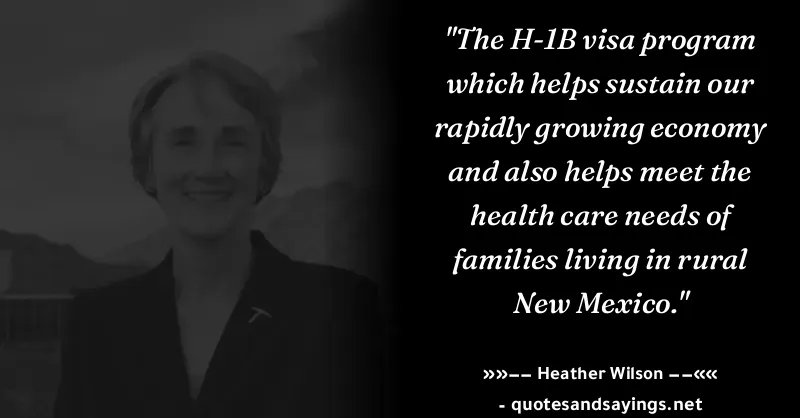 "The H-1B visa program
which helps sustain our
rapidly growing economy
and also helps meet the
health care needs of
families living in rural
New Mexico."
»»−− Heather Wilson −−««
- quotesandsayings.net